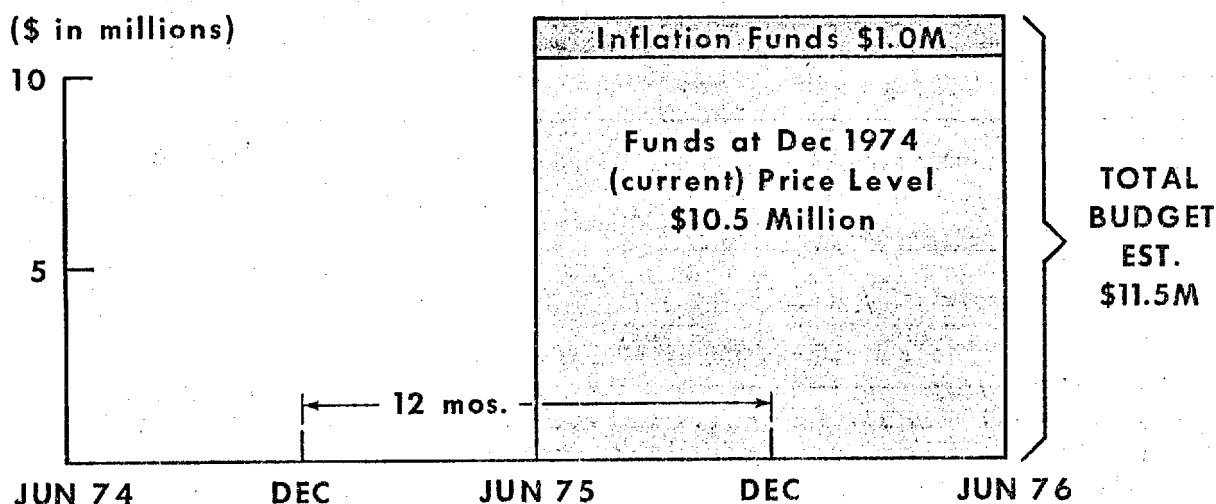 ($ in millions)
Inflation Funds $1.0M
10
Funds at Dec 1974
(current) Price Level
$10.5 Million
TOTAL
BUDGET
EST.
$11.5M
5
12 mos.
JUN 74 DEC JUN 75 DEC JUN 76